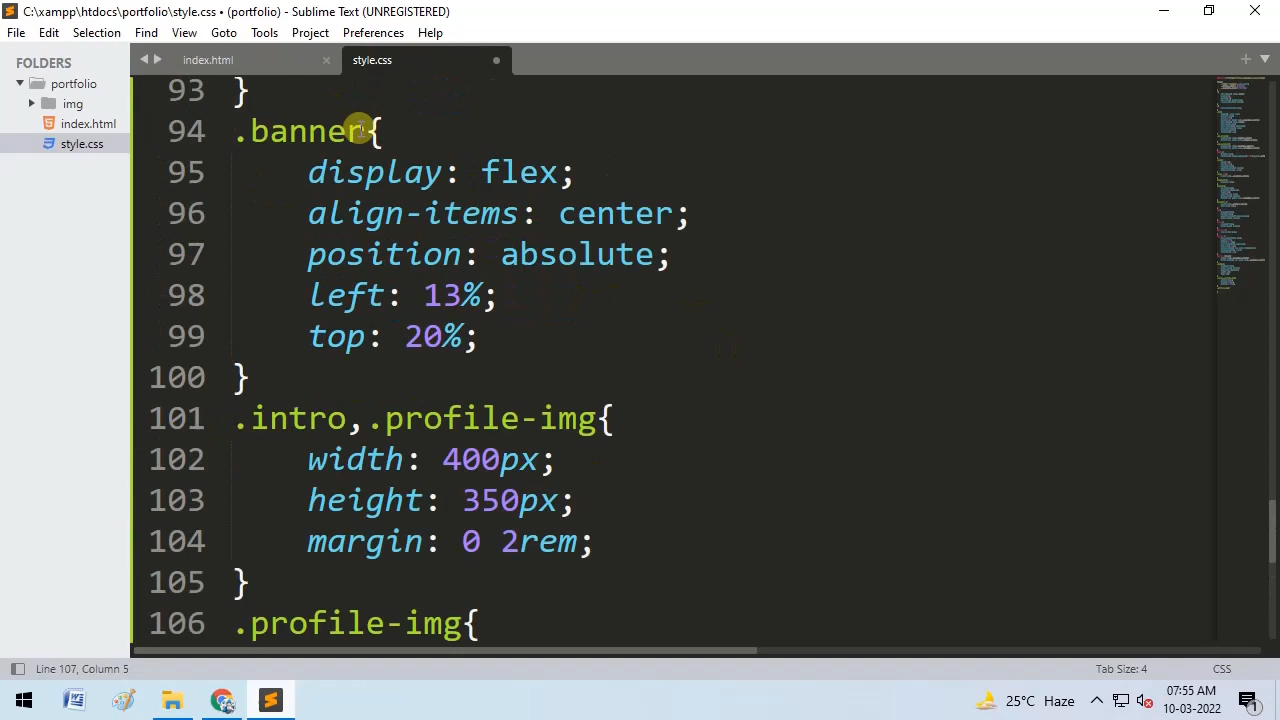 C:\xampp\htdocs\portfolio\style.css • (portfolio) - Sublime Text (UNREGISTERED)
File Edit Selection Find View Goto Tools Project Preferences Help
FOLDERS
portfolio
img
index.html
style.css
index.html × style.css
93 }
94 .banner{
95 display: flex;
96 align-items: center;
97 position: absolute;
98 left: 13%;
99 top: 20%;
100 }
101 .intro,.profile-img{
102 width: 400px;
103 height: 350px;
104 margin: 0 2rem;
105 }
106 .profile-img{
Line 107, Column 5
Tab Size: 4
CSS
25°C Haze
07:55 AM
10-03-2022
1